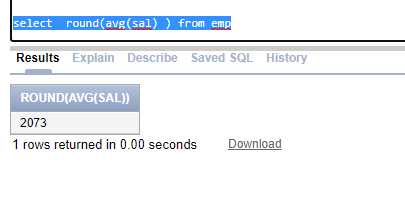 select  round(avg(sal) ) from emp
Results Explain Describe Saved SQL History
ROUND(AVG(SAL))
2073
1 rows returned in 0.00 seconds Download